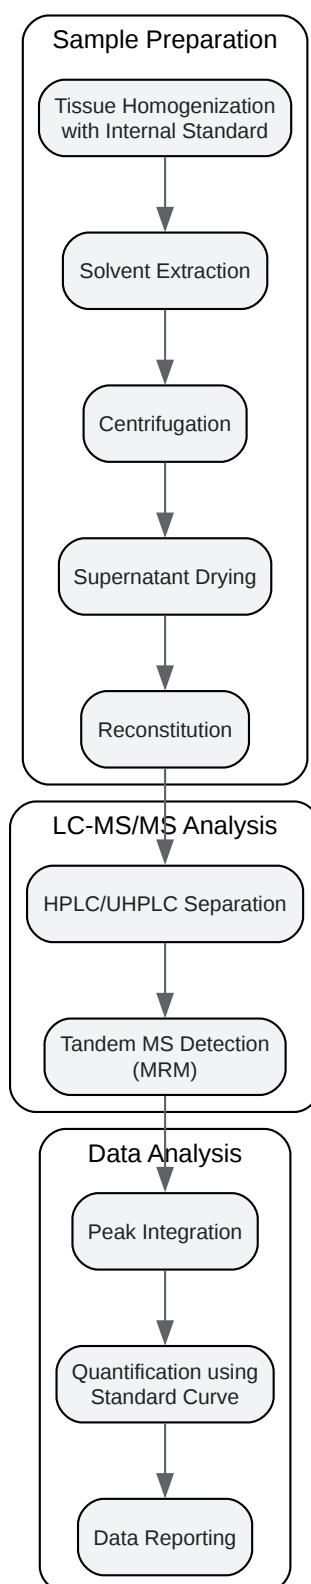 Sample Preparation
Tissue Homogenization
with Internal Standard
Solvent Extraction
Centrifugation
Supernatant Drying
Reconstitution
LC-MS/MS Analysis
HPLC/UHPLC Separation
Tandem MS Detection
(MRM)
Data Analysis
Peak Integration
Quantification using
Standard Curve
Data Reporting